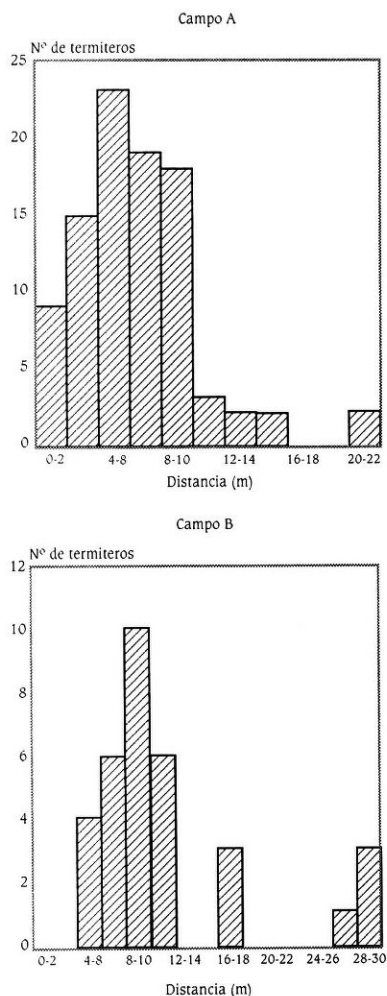 Campo A
Nº de termiteros
25
20
15
10
5
0
0-2 4-8 8-10 12-14 16-18 20-22
Distancia (m)
Campo B
Nº de termiteros
12
10
8
6
4
2
0
0-2 4-8 8-10 12-14 16-18 20-22 24-26 28-30
Distancia (m)